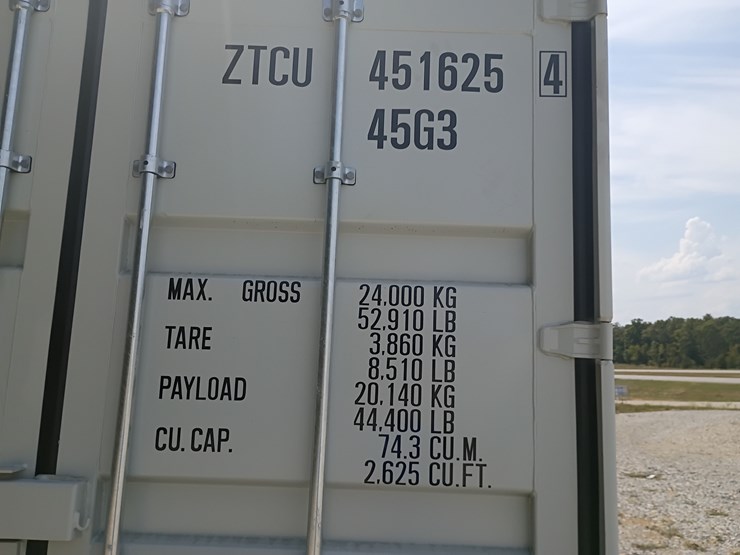 ZTCU 451625 4
45G3
MAX. GROSS 24,000 KG
52,910 LB
TARE 3,860 KG
8,510 LB
PAYLOAD 20,140 KG
44,400 LB
CU. CAP. 74.3 CU.M.
2,625 CU.FT.